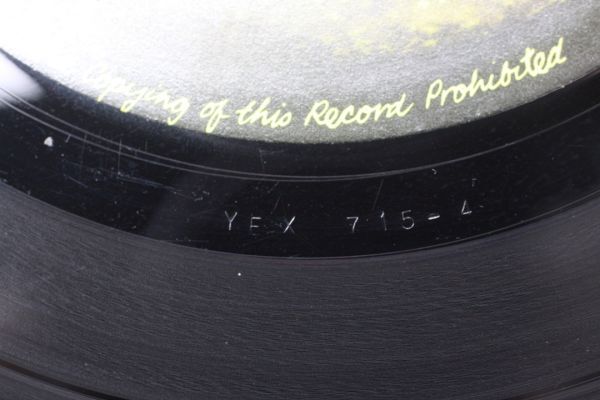 opying of this Record Prohibited
YEX 715-4